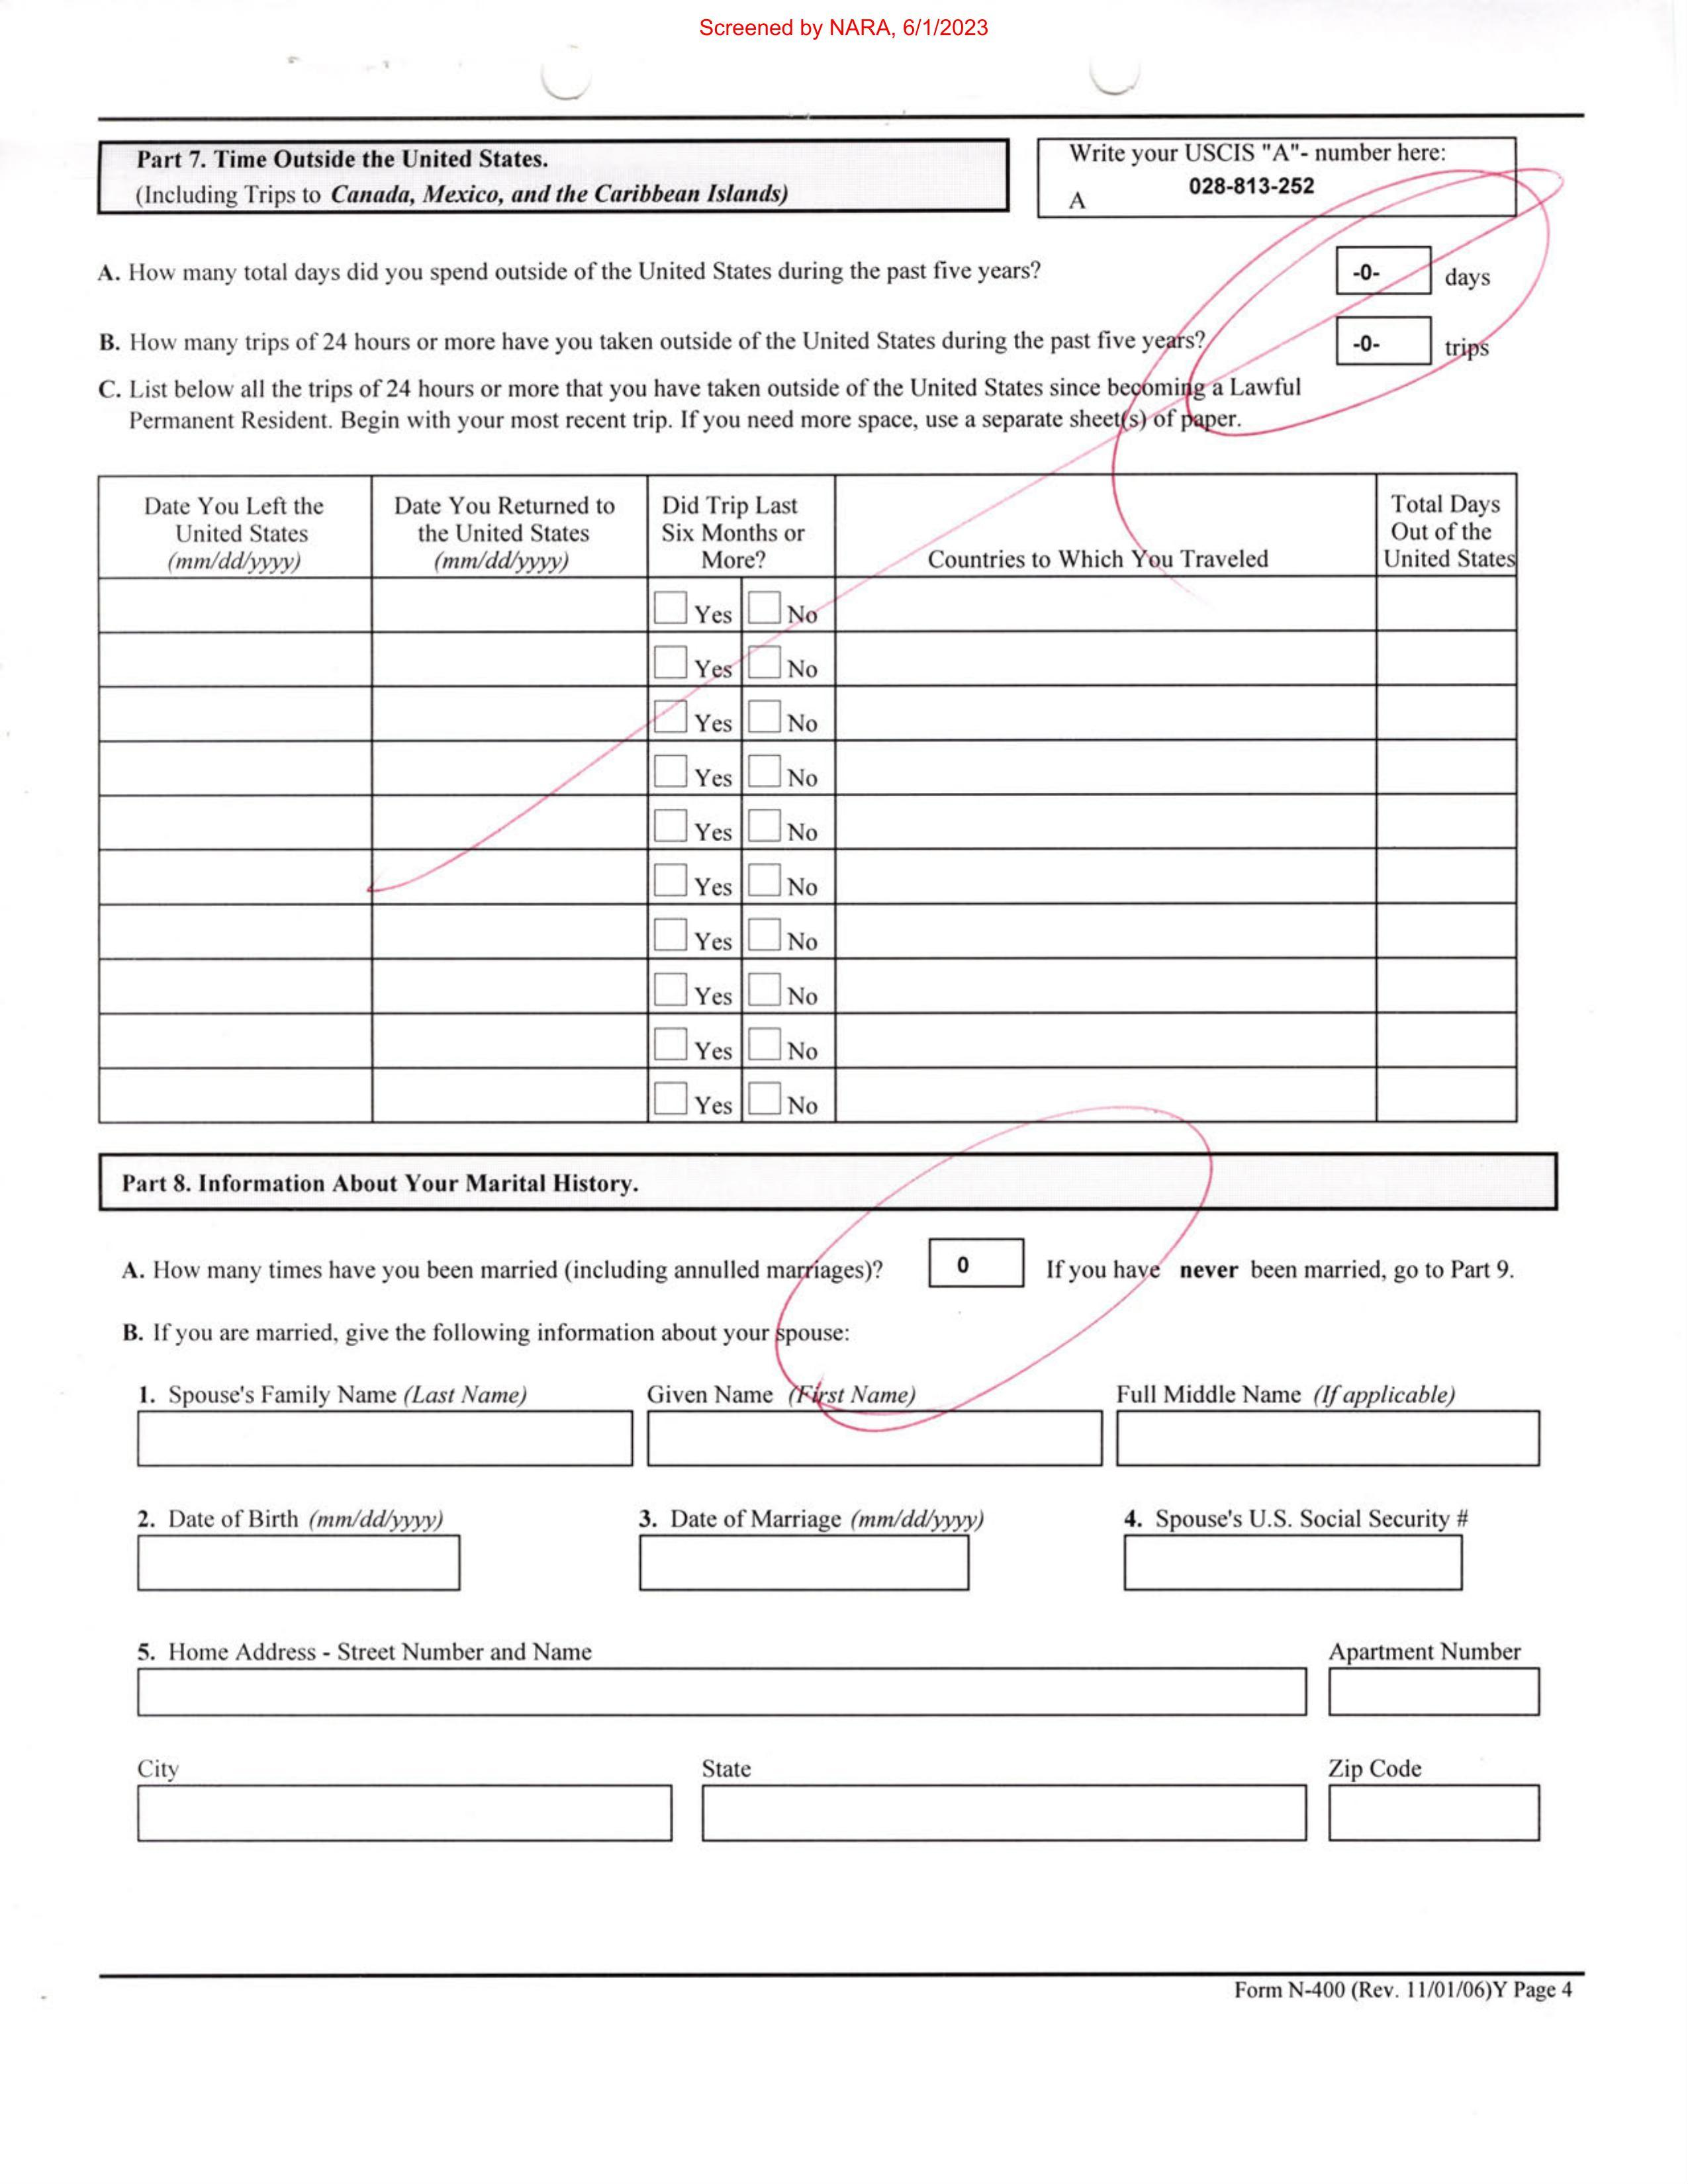 Screened by NARA, 6/1/2023
Part 7. Time Outside the United States.
(Including Trips to Canada, Mexico, and the Caribbean Islands)
Write your USCIS "A"- number here:
028-813-252
A
A. How many total days did you spend outside of the United States during the past five years?
-0- days
B. How many trips of 24 hours or more have you taken outside of the United States during the past five years?
-0- trips
C. List below all the trips of 24 hours or more that you have taken outside of the United States since becoming a Lawful
Permanent Resident. Begin with your most recent trip. If you need more space, use a separate sheet(s) of paper.
Date You Left the
United States
(mm/dd/yyyy)
Date You Returned to
the United States
(mm/dd/yyyy)
Did Trip Last
Six Months or
More?
Countries to Which You Traveled
Total Days
Out of the
United States
Yes No
Yes No
Yes No
Yes No
Yes No
Yes No
Yes No
Yes No
Yes No
Yes No
Part 8. Information About Your Marital History.
A. How many times have you been married (including annulled marriages)? 0 If you have never been married, go to Part 9.
B. If you are married, give the following information about your spouse:
1. Spouse's Family Name (Last Name) Given Name (First Name) Full Middle Name (If applicable)
2. Date of Birth (mm/dd/yyyy) 3. Date of Marriage (mm/dd/yyyy) 4. Spouse's U.S. Social Security #
5. Home Address - Street Number and Name Apartment Number
City State Zip Code
Form N-400 (Rev. 11/01/06)Y Page 4